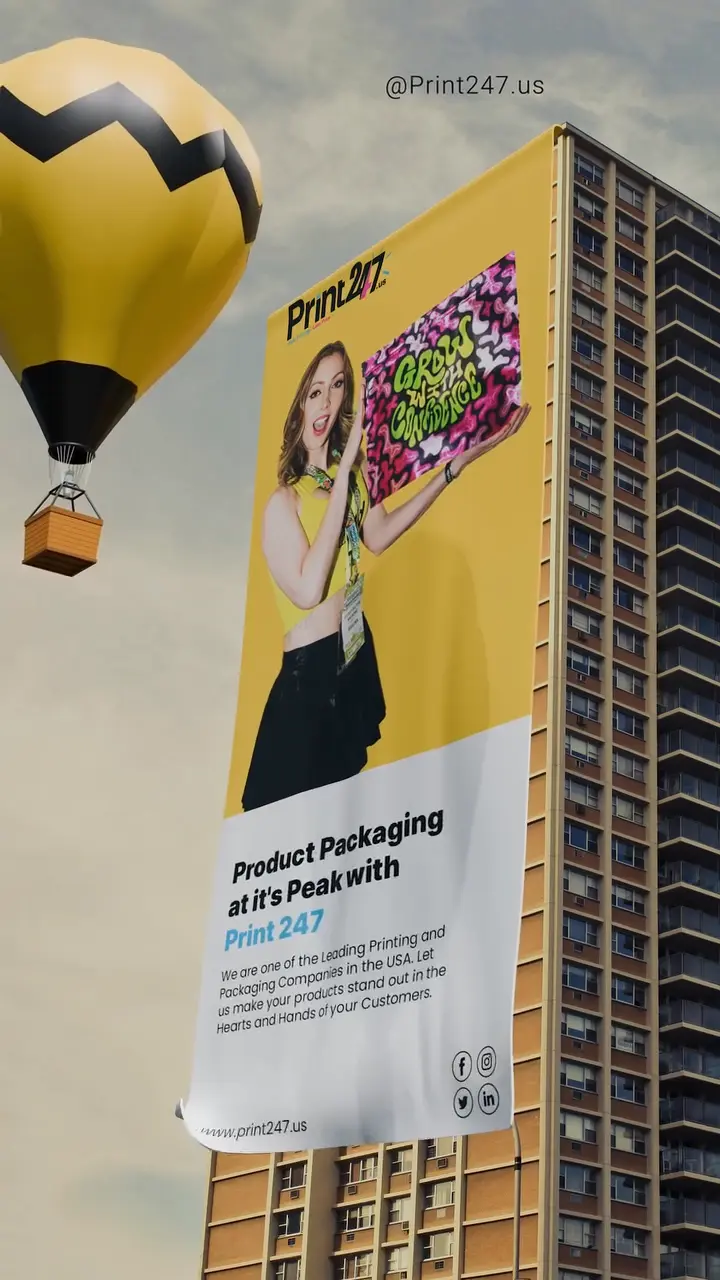 @Print247.us
Print247.us
GROW
WITH
CONFIDENCE
Product Packaging
at it's Peak with
Print 247
We are one of the Leading Printing and
Packaging Companies in the USA. Let
us make your products stand out in the
Hearts and Hands of your Customers.
www.print247.us